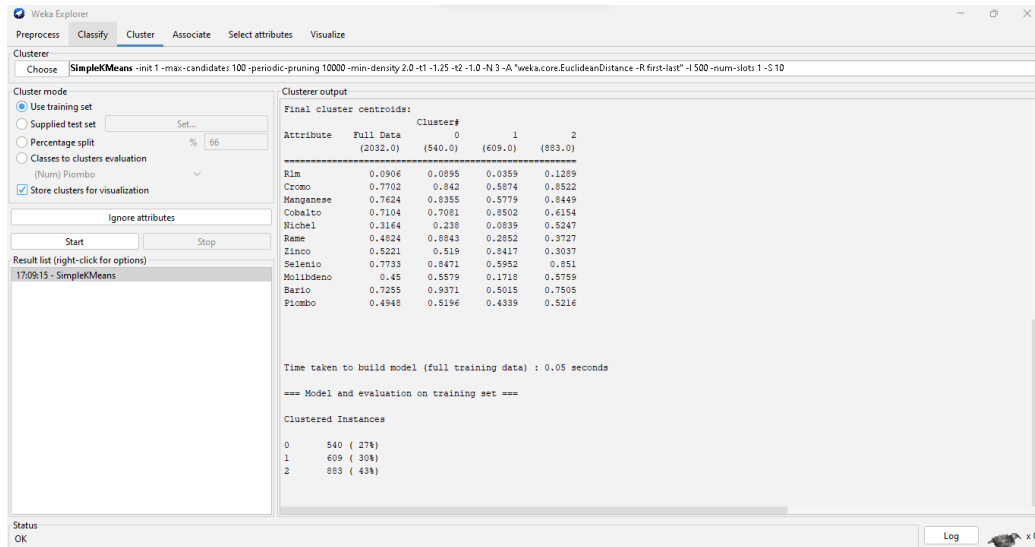 Weka Explorer
Preprocess Classify Cluster Associate Select attributes Visualize
Clusterer
Choose SimpleKMeans -init 1 -max-candidates 100 -periodic-pruning 10000 -min-density 2.0 -t1 -1.25 -t2 -1.0 -N 3 -A "weka.core.EuclideanDistance -R first-last" -I 500 -num-slots 1 -S 10
Cluster mode
Use training set
Supplied test set Set...
Percentage split % 66
Classes to clusters evaluation
(Num) Piombo
Store clusters for visualization
Ignore attributes
Start Stop
Result list (right-click for options)
17:09:15 - SimpleKMeans
Clusterer output
Final cluster centroids:
Cluster#
Attribute Full Data 0 1 2
(2032.0) (540.0) (609.0) (883.0)
==========================================================
Rlm 0.0906 0.0895 0.0359 0.1289
Cromo 0.7702 0.842 0.5874 0.8522
Manganese 0.7624 0.8355 0.5779 0.8449
Cobalto 0.7104 0.7081 0.8502 0.6154
Nichel 0.3164 0.238 0.0839 0.5247
Rame 0.4824 0.8843 0.2852 0.3727
Zinco 0.5221 0.519 0.8417 0.3037
Selenio 0.7733 0.8471 0.5952 0.851
Molibdeno 0.45 0.5579 0.1718 0.5759
Bario 0.7255 0.9371 0.5015 0.7505
Piombo 0.4948 0.5196 0.4339 0.5216
Time taken to build model (full training data) : 0.05 seconds
=== Model and evaluation on training set ===
Clustered Instances
0 540 ( 27%)
1 609 ( 30%)
2 883 ( 43%)
Status
OK
Log
x